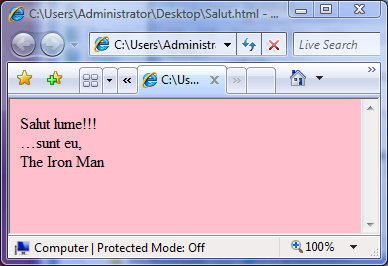 C:\Users\Administrator\Desktop\Salut.html - ...
C:\Users\Administra
Live Search
C:\Us...
Salut lume!!!
...sunt eu,
The Iron Man
Computer | Protected Mode: Off
100%